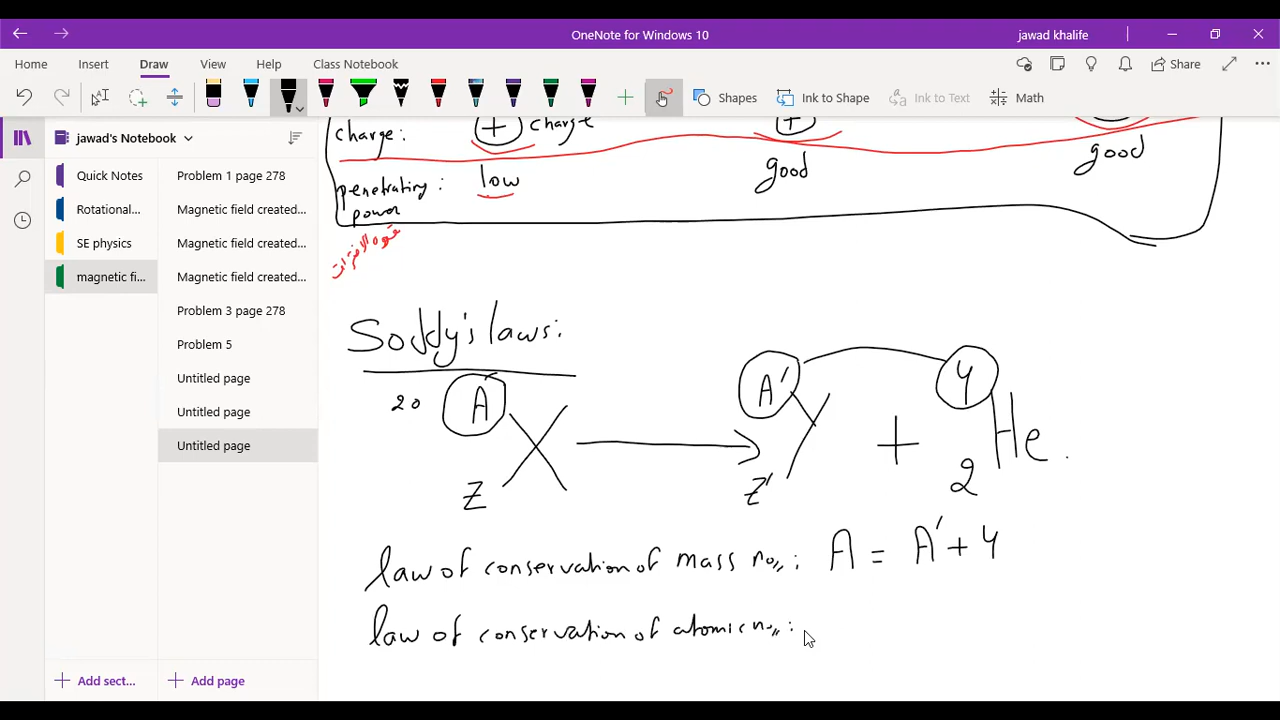 OneNote for Windows 10
jawad khalife
Home Insert Draw View Help Class Notebook
Share
Shapes Ink to Shape Ink to Text Math
jawad's Notebook
Quick Notes
Rotational...
SE physics
magnetic fi...
Add sect...
Problem 1 page 278
Magnetic field created...
Magnetic field created...
Magnetic field created...
Problem 3 page 278
Problem 5
Untitled page
Untitled page
Untitled page
Add page
charge: + charge +
penetrating power : low good good
Soddy's laws:
20 A Z X → A' Z' Y + 4 2 He.
law of conservation of mass no,, : A = A' + 4
law of conservation of atomic no,, :